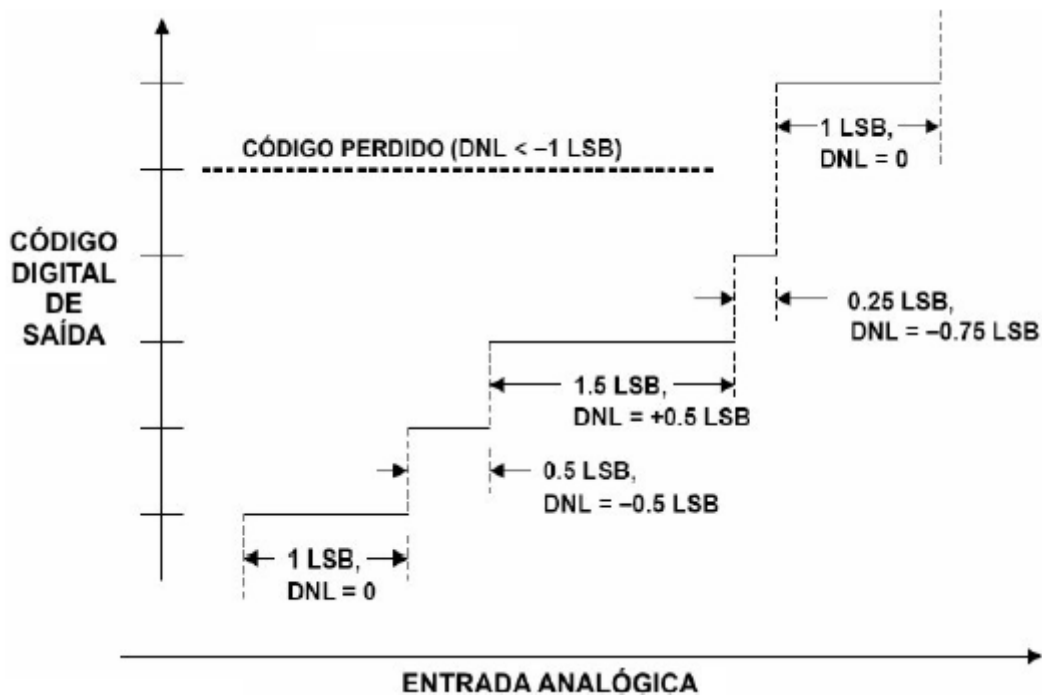 CÓDIGO PERDIDO (DNL < –1 LSB)
1 LSB,
DNL = 0
CÓDIGO
DIGITAL
DE
SAÍDA
0.25 LSB,
DNL = –0.75 LSB
1.5 LSB,
DNL = +0.5 LSB
0.5 LSB,
DNL = –0.5 LSB
1 LSB,
DNL = 0
ENTRADA ANALÓGICA